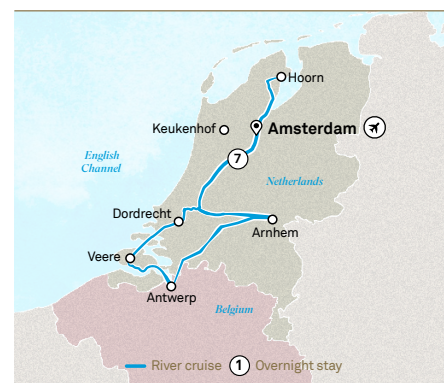 Hoorn
Keukenhof
Amsterdam
English
Channel
7
Netherlands
Dordrecht
Arnhem
Veere
Antwerp
Belgium
River cruise 1 Overnight stay